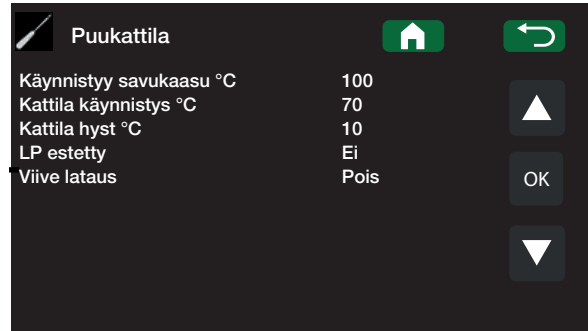 Puukattila
Käynnistyy savukaasu °C 100
Kattila käynnistys °C 70
Kattila hyst °C 10
LP estetty Ei
Viive lataus Pois
OK